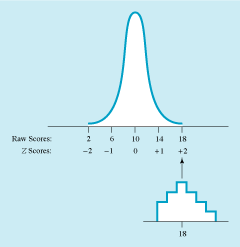 Raw Scores: 2 6 10 14 18
Z Scores: −2 −1 0 +1 +2
18